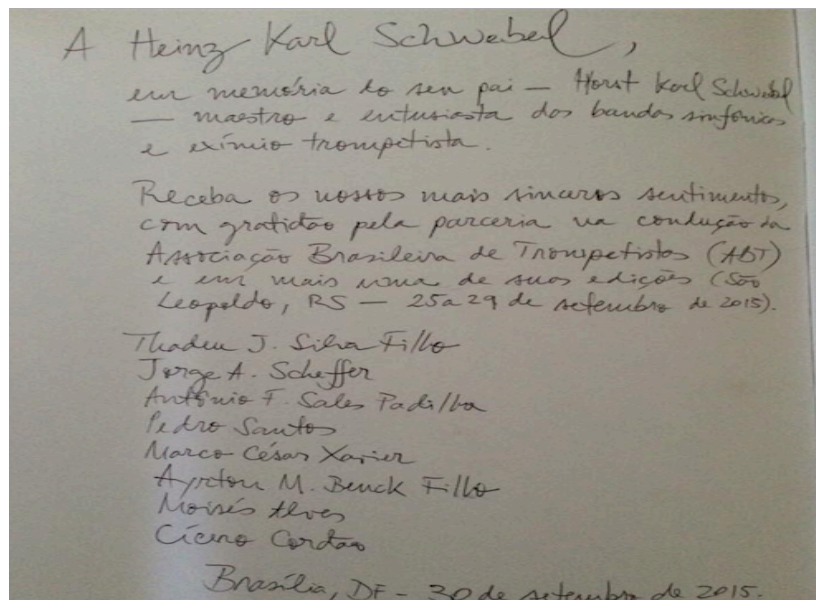 A Heinz Karl Schwebel,
em memória do seu pai — Horst Karl Schwebel
— maestro e entusiasta das bandas sinfônicas
e exímio trompetista.
Receba os nossos mais sinceros sentimentos,
com gratidão pela parceria na condução da
Associação Brasileira de Trompetistas (ABT)
e em mais uma de suas edições (São
Leopoldo, RS — 25 a 29 de setembro de 2015).
Thadeu J. Silva Filho
Jorge A. Scheffer
Antônio F. Sales Padilha
Pedro Santos
Marco César Xavier
Ayrton M. Benck Filho
Moisés Alves
Cícero Cordão
Brasília, DF - 30 de setembro de 2015.